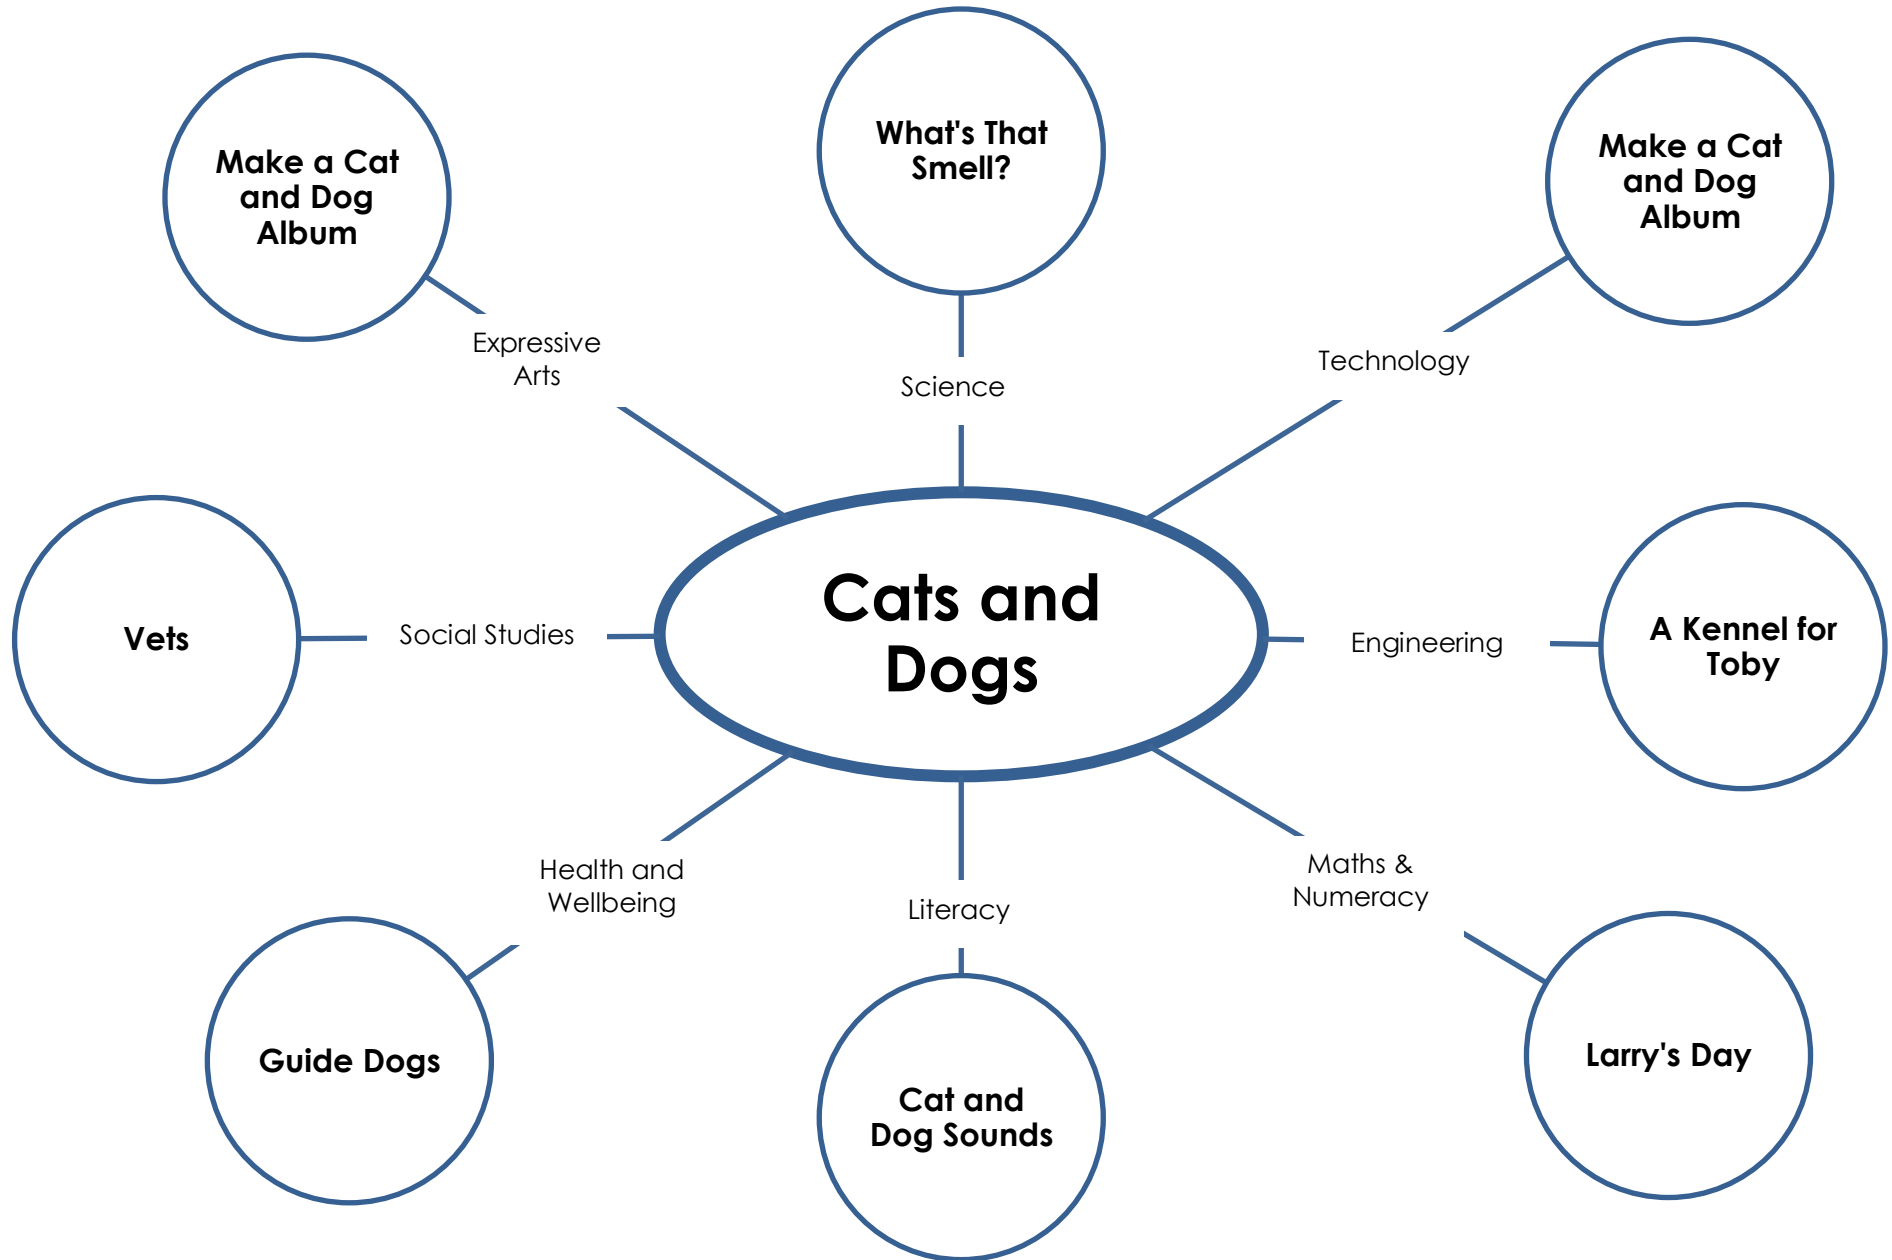 What's That
Smell?
Make a Cat
and Dog
Album
Make a Cat
and Dog
Album
Expressive
Arts
Science
Technology
Cats and
Dogs
Vets
Social Studies
Engineering
A Kennel for
Toby
Health and
Wellbeing
Literacy
Maths &
Numeracy
Guide Dogs
Cat and
Dog Sounds
Larry's Day